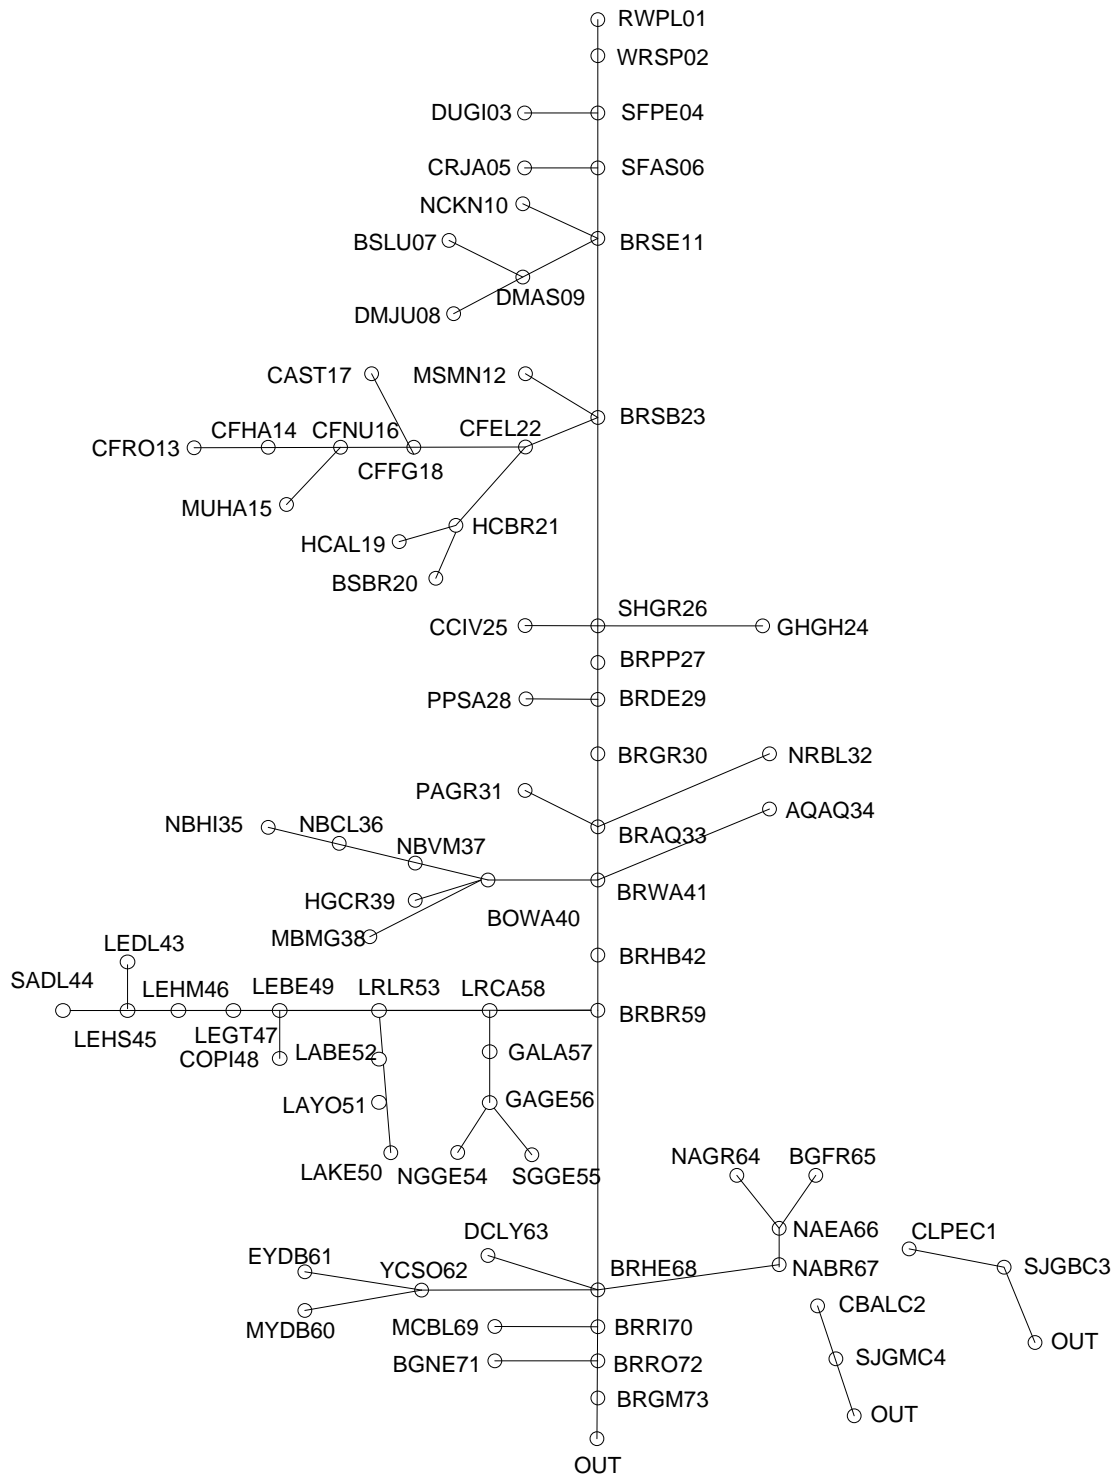 RWPL01
WRSP02
DUGI03
SFPE04
CRJA05
SFAS06
NCKN10
BSLU07
BRSE11
DMAS09
DMJU08
CAST17
MSMN12
BRSB23
CFRO13
CFHA14
CFNU16
CFFG18
CFEL22
MUHA15
HCAL19
HCBR21
BSBR20
SHGR26
CCIV25
GHGH24
BRPP27
PPSA28
BRDE29
BRGR30
NRBL32
PAGR31
AQAQ34
NBHI35
NBCL36
BRAQ33
NBVM37
HGCR39
BRWA41
BOWA40
MBMG38
LEDL43
BRHB42
SADL44
LEHM46
LEBE49
LRLR53
LRCA58
BRBR59
LEHS45
LEGT47
COPI48
LABE52
GALA57
LAYO51
GAGE56
LAKE50
NGGE54
SGGE55
NAGR64
BGFR65
DCLY63
NAEA66
CLPEC1
EYDB61
YCSO62
BRHE68
NABR67
SJGBC3
CBALC2
MYDB60
MCBL69
BRRI70
OUT
BGNE71
BRRO72
SJGMC4
BRGM73
OUT
OUT